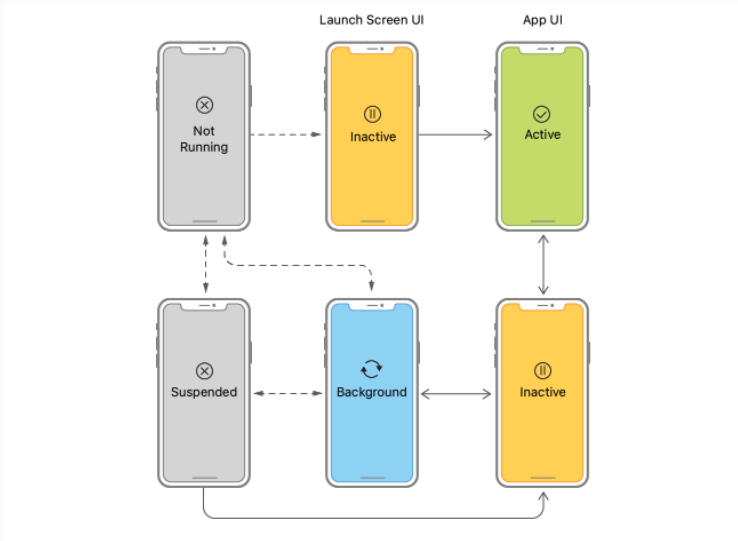 Launch Screen UI
App UI
Not
Running
Inactive
Active
Suspended
Background
Inactive